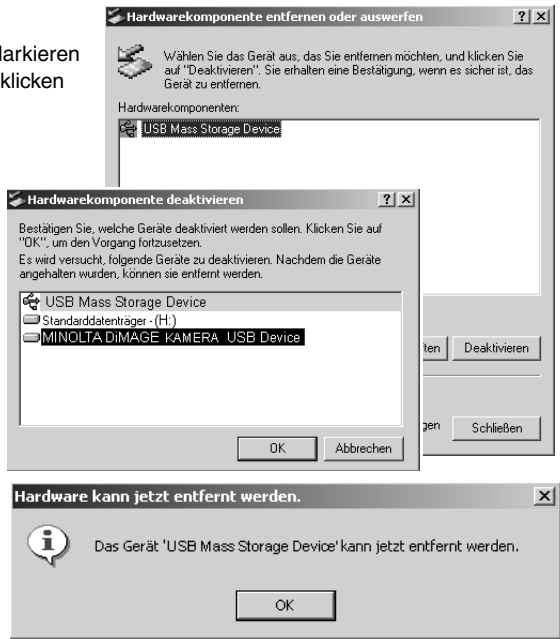 Hardwarekomponente entfernen oder auswerfen
Markieren
klicken
Wählen Sie das Gerät aus, das Sie entfernen möchten, und klicken Sie
auf "Deaktivieren". Sie erhalten eine Bestätigung, wenn es sicher ist, das
Gerät zu entfernen.
Hardwarekomponenten:
USB Mass Storage Device
Deaktivieren
Schließen
Hardwarekomponente deaktivieren
Bestätigen Sie, welche Geräte deaktiviert werden sollen. Klicken Sie auf
"OK", um den Vorgang fortzusetzen.
Es wird versucht, folgende Geräte zu deaktivieren. Nachdem die Geräte
angehalten wurden, können sie entfernt werden.
USB Mass Storage Device
Standarddatenträger - (H:)
MINOLTA DiMAGE KAMERA USB Device
OK Abbrechen
Hardware kann jetzt entfernt werden.
Das Gerät 'USB Mass Storage Device' kann jetzt entfernt werden.
OK